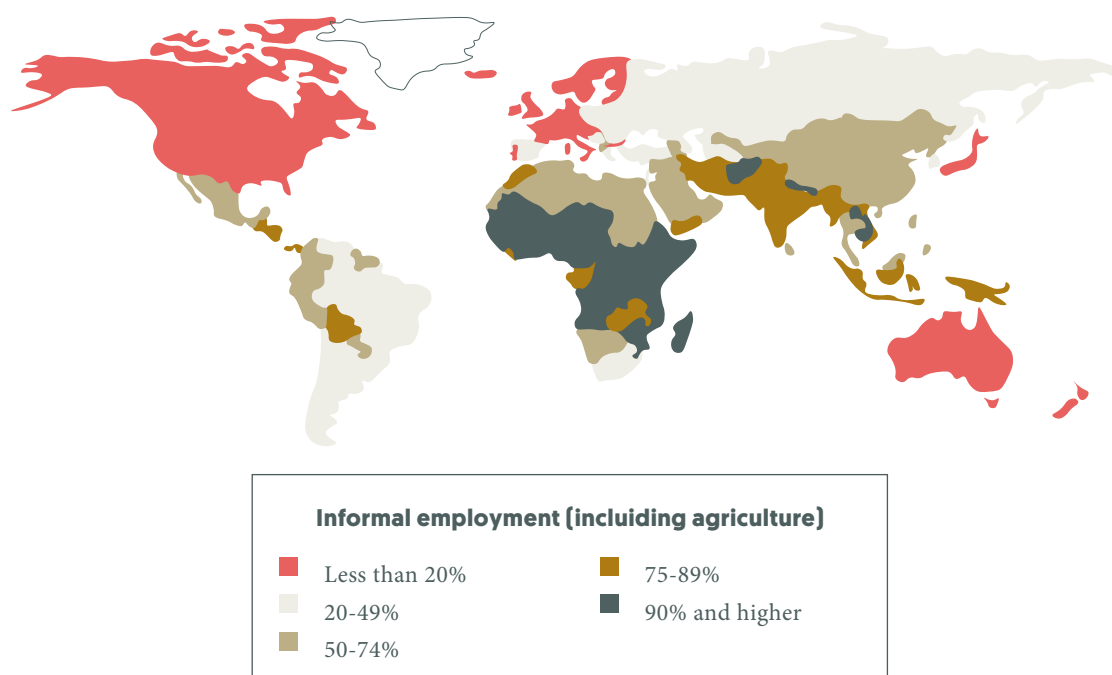 Informal employment (incluiding agriculture)
Less than 20%
20-49%
50-74%
75-89%
90% and higher